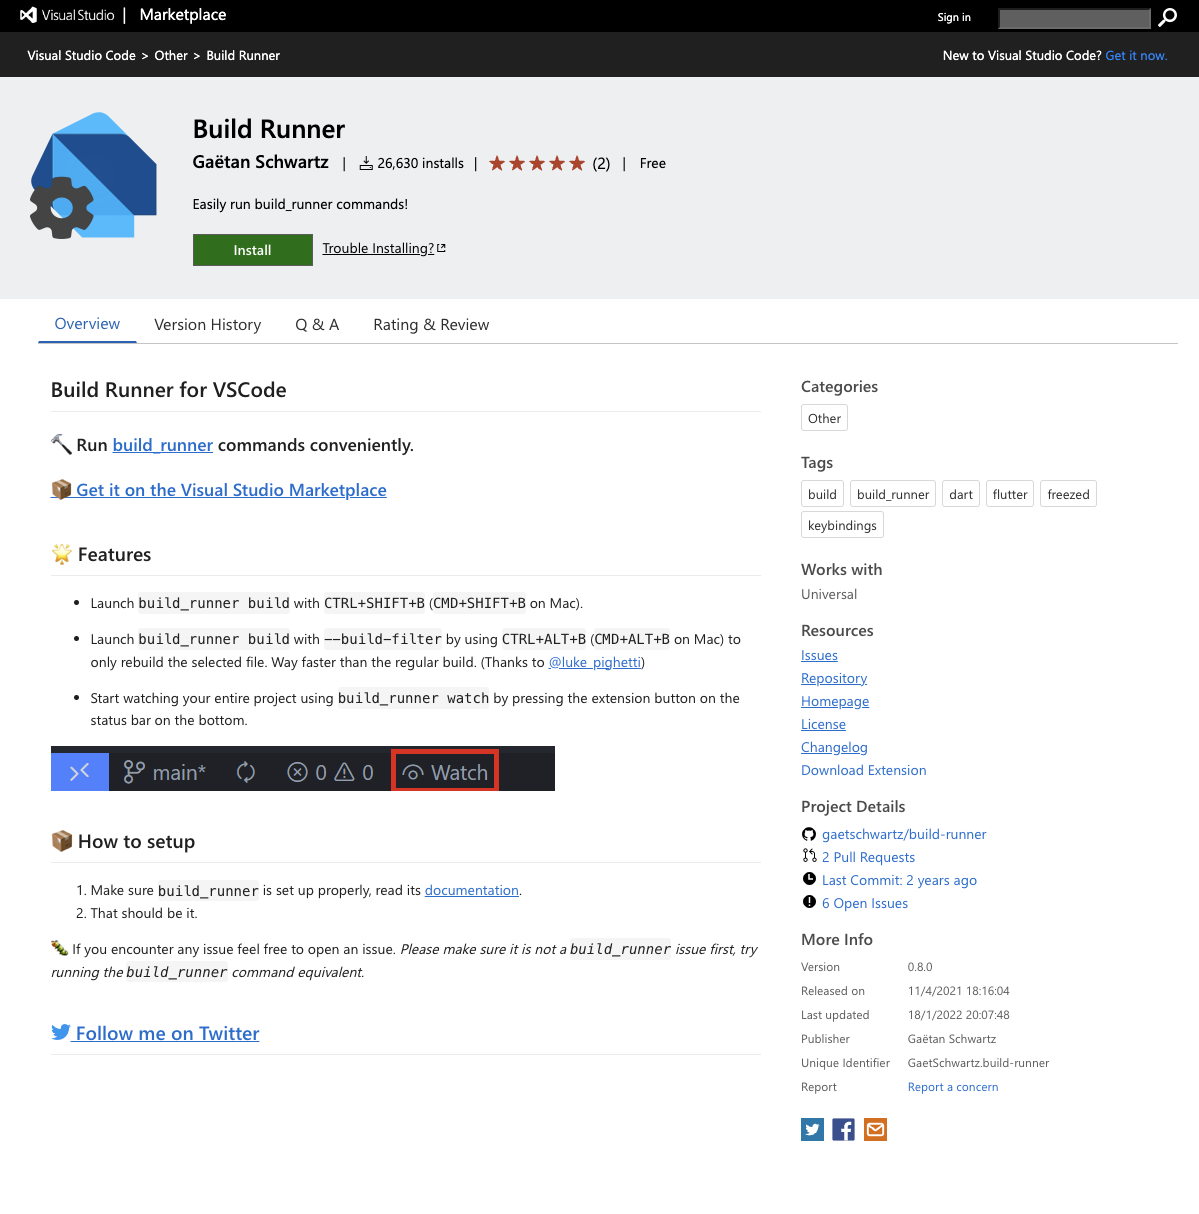 Visual Studio | Marketplace
Sign in
Visual Studio Code > Other > Build Runner
New to Visual Studio Code? Get it now.
Build Runner
Gaëtan Schwartz | 26,630 installs | (2) | Free
Easily run build_runner commands!
Install
Trouble Installing?
Overview
Version History
Q & A
Rating & Review
Build Runner for VSCode
Run build_runner commands conveniently.
Get it on the Visual Studio Marketplace
Features
• Launch build_runner build with CTRL+SHIFT+B (CMD+SHIFT+B on Mac).
• Launch build_runner build with --build-filter by using CTRL+ALT+B (CMD+ALT+B on Mac) to
only rebuild the selected file. Way faster than the regular build. (Thanks to @luke_pighetti)
• Start watching your entire project using build_runner watch by pressing the extension button on the
status bar on the bottom.
main* 0 0 Watch
How to setup
1. Make sure build_runner is set up properly, read its documentation.
2. That should be it.
If you encounter any issue feel free to open an issue. Please make sure it is not a build_runner issue first, try
running the build_runner command equivalent.
Follow me on Twitter
Categories
Other
Tags
build build_runner dart flutter freezed
keybindings
Works with
Universal
Resources
Issues
Repository
Homepage
License
Changelog
Download Extension
Project Details
gaetschwartz/build-runner
2 Pull Requests
Last Commit: 2 years ago
6 Open Issues
More Info
Version 0.8.0
Released on 11/4/2021 18:16:04
Last updated 18/1/2022 20:07:48
Publisher Gaëtan Schwartz
Unique Identifier GaetSchwartz.build-runner
Report Report a concern